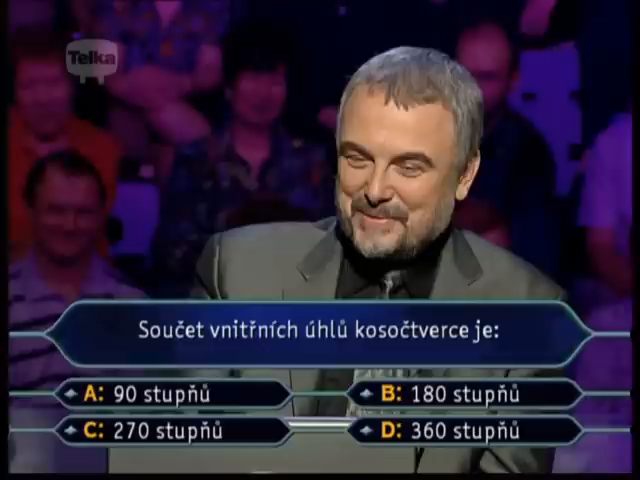 Telka
Součet vnitřních úhlů kosočtverce je:
A: 90 stupňů
B: 180 stupňů
C: 270 stupňů
D: 360 stupňů